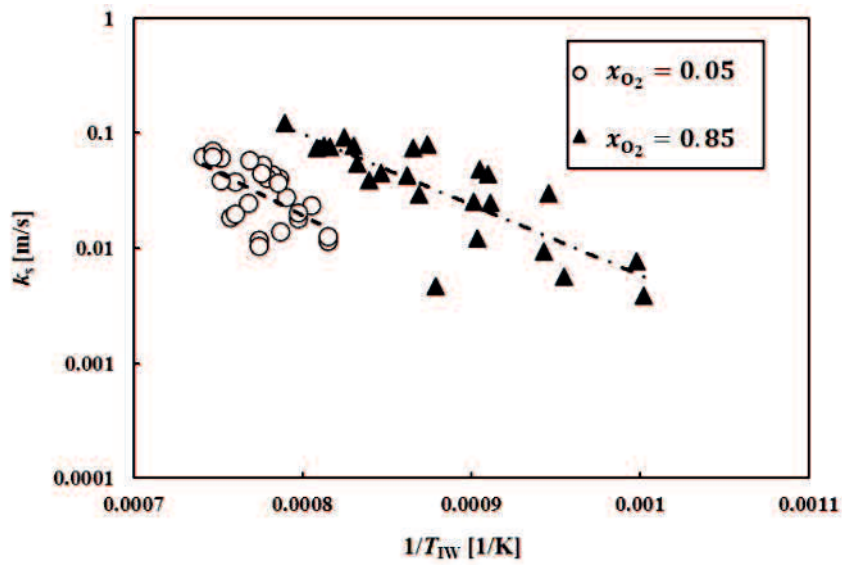 1
0.1
0.01
0.001
0.0001
kₛ [m/s]
x_O₂ = 0.05
x_O₂ = 0.85
0.0007 0.0008 0.0009 0.001 0.0011
1/T_IW [1/K]